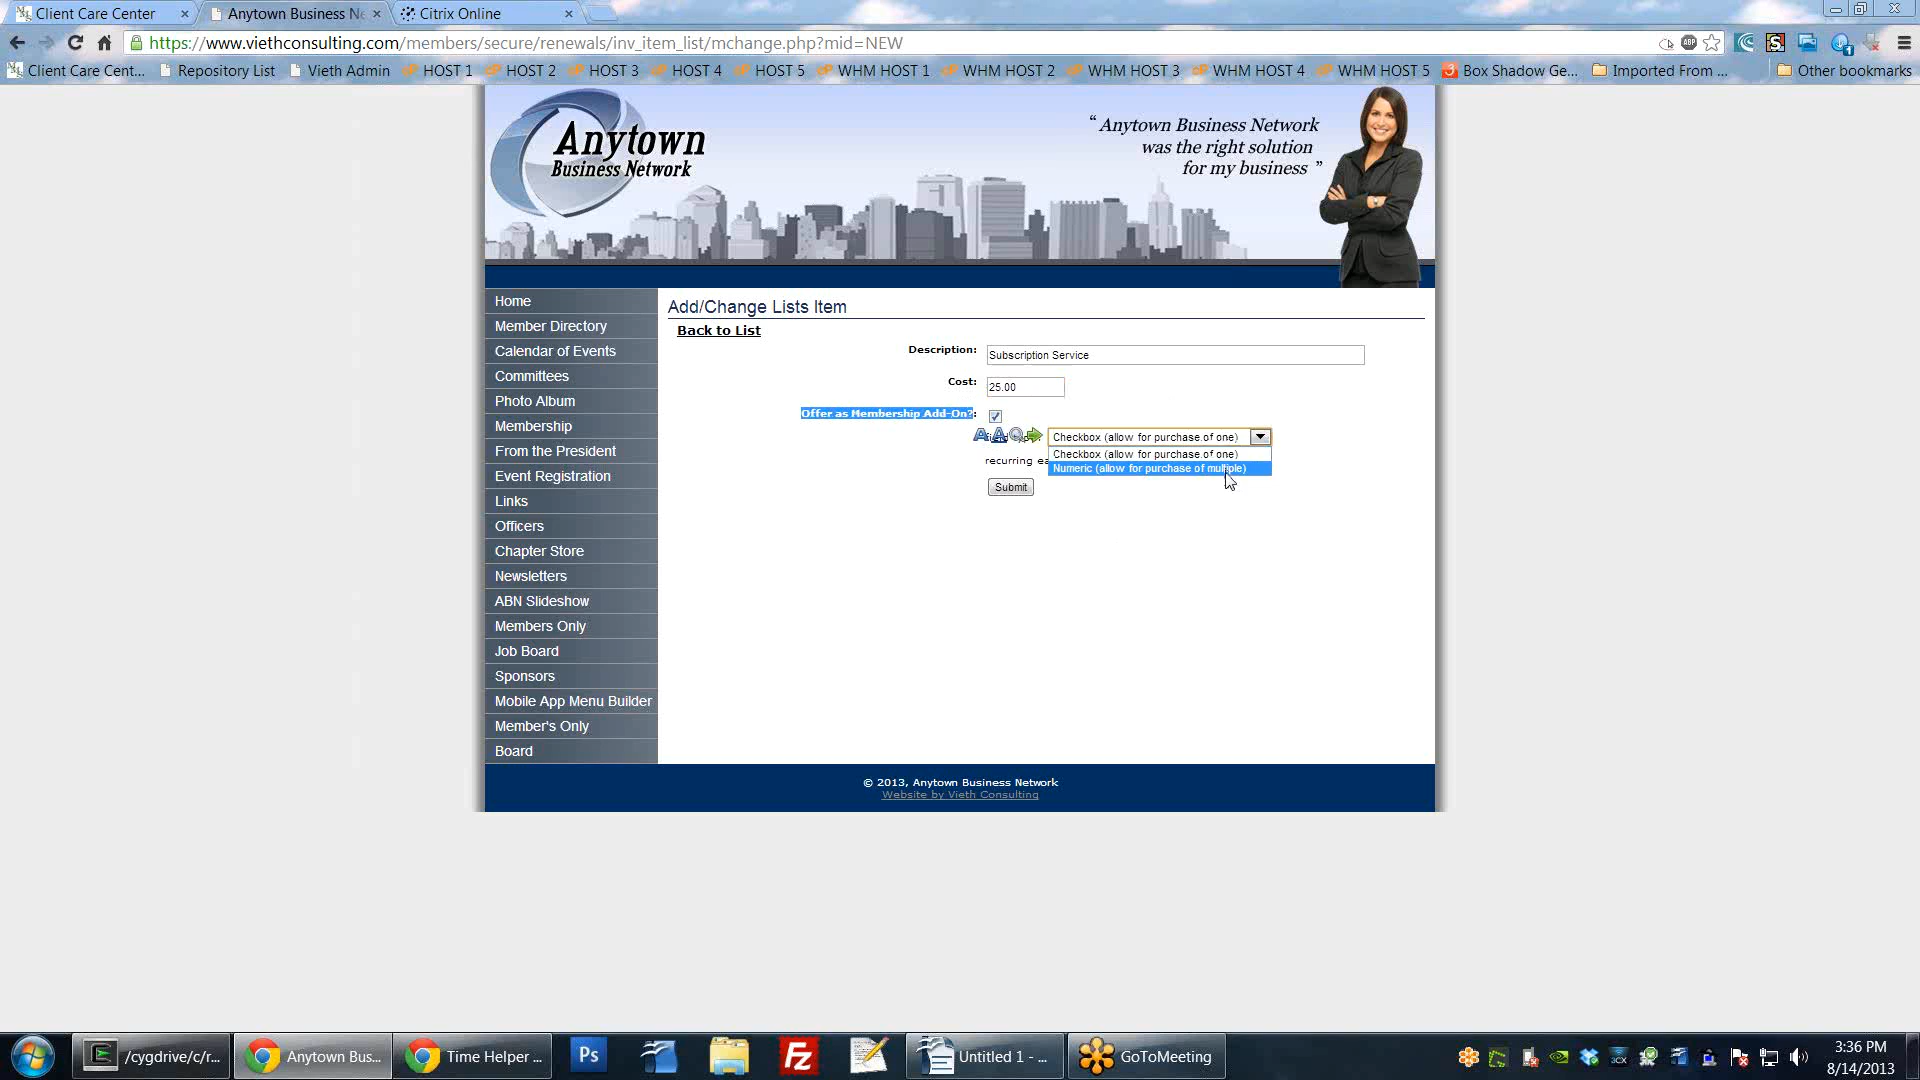 Client Care Center
Anytown Business Ne
Citrix Online
https://www.viethconsulting.com/members/secure/renewals/inv_item_list/mchange.php?mid=NEW
ABP
1
Client Care Cent...
Repository List
Vieth Admin
HOST 1
HOST 2
HOST 3
HOST 4
HOST 5
WHM HOST 1
WHM HOST 2
WHM HOST 3
WHM HOST 4
WHM HOST 5
Box Shadow Ge...
Imported From ...
Other bookmarks
Anytown
Business Network
“ Anytown Business Network
was the right solution
for my business ”
Home
Member Directory
Calendar of Events
Committees
Photo Album
Membership
From the President
Event Registration
Links
Officers
Chapter Store
Newsletters
ABN Slideshow
Members Only
Job Board
Sponsors
Mobile App Menu Builder
Member's Only
Board
Add/Change Lists Item
Back to List
Description: Subscription Service
Cost: 25.00
Offer as Membership Add-On?:
Checkbox (allow for purchase of one)
Checkbox (allow for purchase of one)
recurring ea
Numeric (allow for purchase of multiple)
Submit
© 2013, Anytown Business Network
Website by Vieth Consulting
/cygdrive/c/r...
Anytown Bus...
Time Helper ...
Ps
Fz
Untitled 1 - ...
GoToMeeting
3CX
3:36 PM
8/14/2013